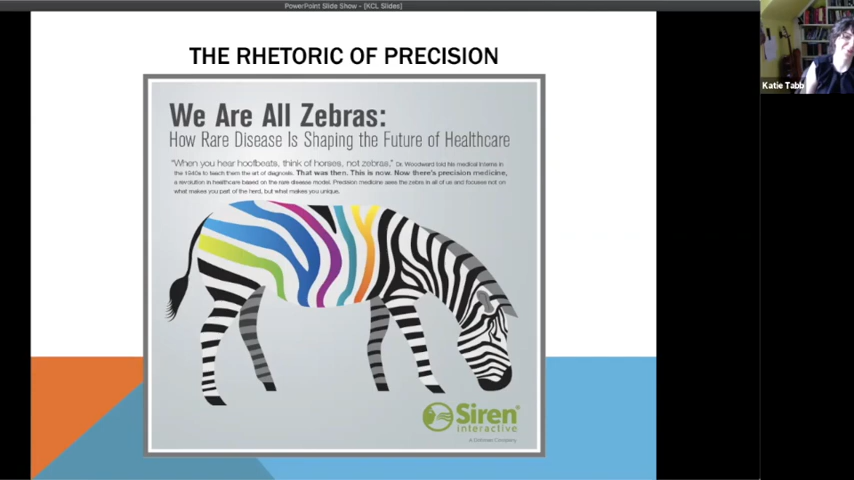 PowerPoint Slide Show - [KCL Slides]
THE RHETORIC OF PRECISION
Katie Tabb
We Are All Zebras:
How Rare Disease Is Shaping the Future of Healthcare
"When you hear hoofbeats, think of horses, not zebras," Dr. Woodward told his medical interns in
the 1940s to teach them the art of diagnosis. That was then. This is now. Now there's precision medicine,
a revolution in healthcare based on the rare disease model. Precision medicine sees the zebra in all of us and focuses not on
what makes you part of the herd, but what makes you unique.
Siren®
interactive
A Dohmen Company